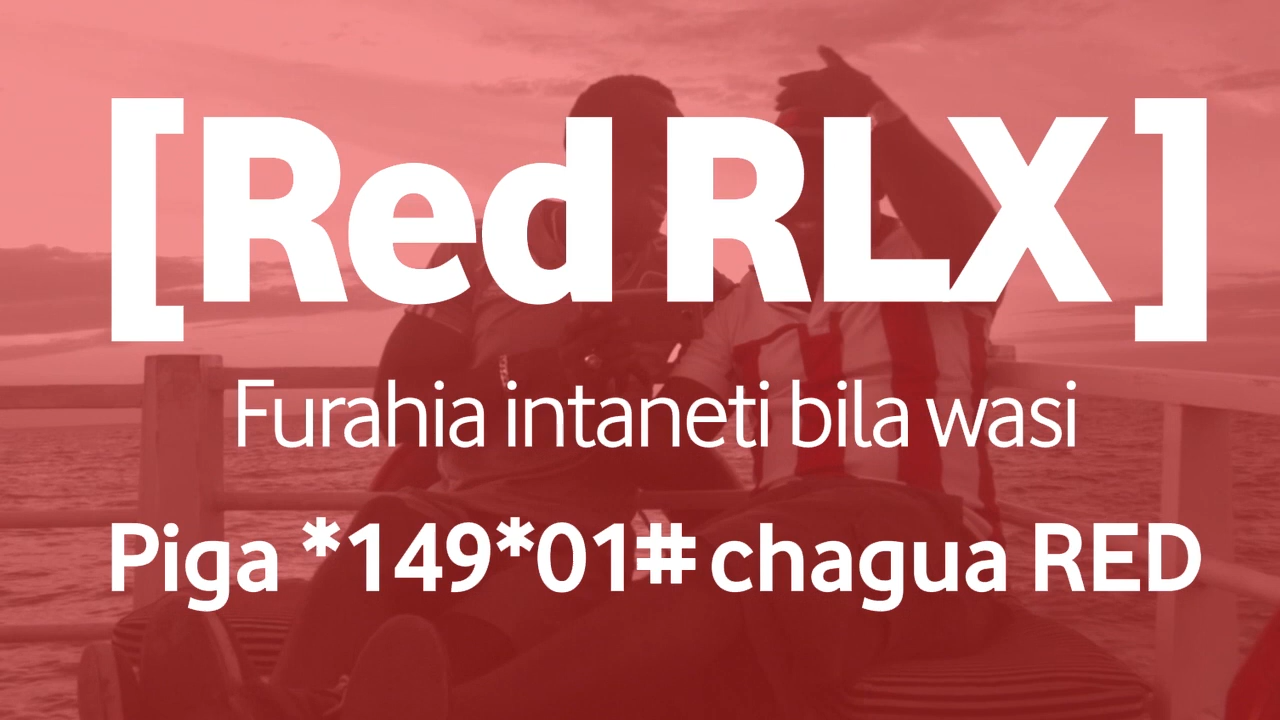 [Red RLX]
Furahia intaneti bila wasi
Piga *149*01# chagua RED